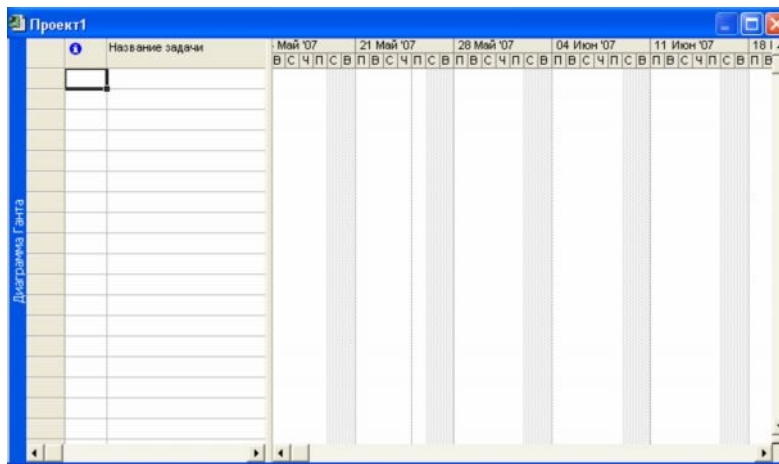 Проект1
Название задачи
Май '07 21 Май '07 28 Май '07 04 Июн '07 11 Июн '07 18
В С Ч П С В П В С Ч П С В П В С Ч П С В П В С Ч П С В П В С Ч П С В П В
Диаграмма Ганта